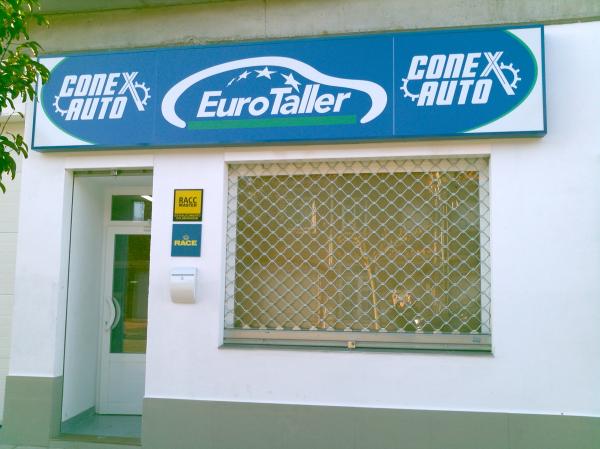 CONEX
AUTO
EuroTaller
CONEX
AUTO
RACC
MASTER
RACE